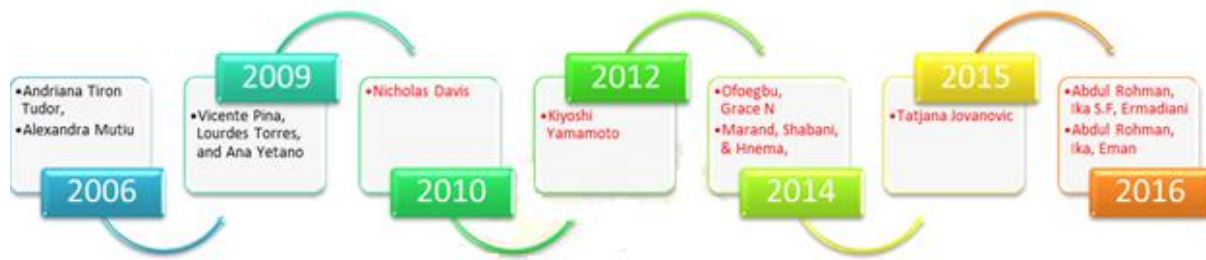 •Andriana Tiron
Tudor,
•Alexandra Mutiu
2006
2009
•Vicente Pina,
Lourdes Torres,
and Ana Yetano
•Nicholas Davis
2010
2012
•Kiyoshi
Yamamoto
•Ofoegbu,
Grace N
•Marand, Shabani,
& Hnema,
2014
2015
•Tatjana Jovanovic
•Abdul Rohman,
Ika S.F, Ermadiani
•Abdul Rohman,
Ika, Eman
2016